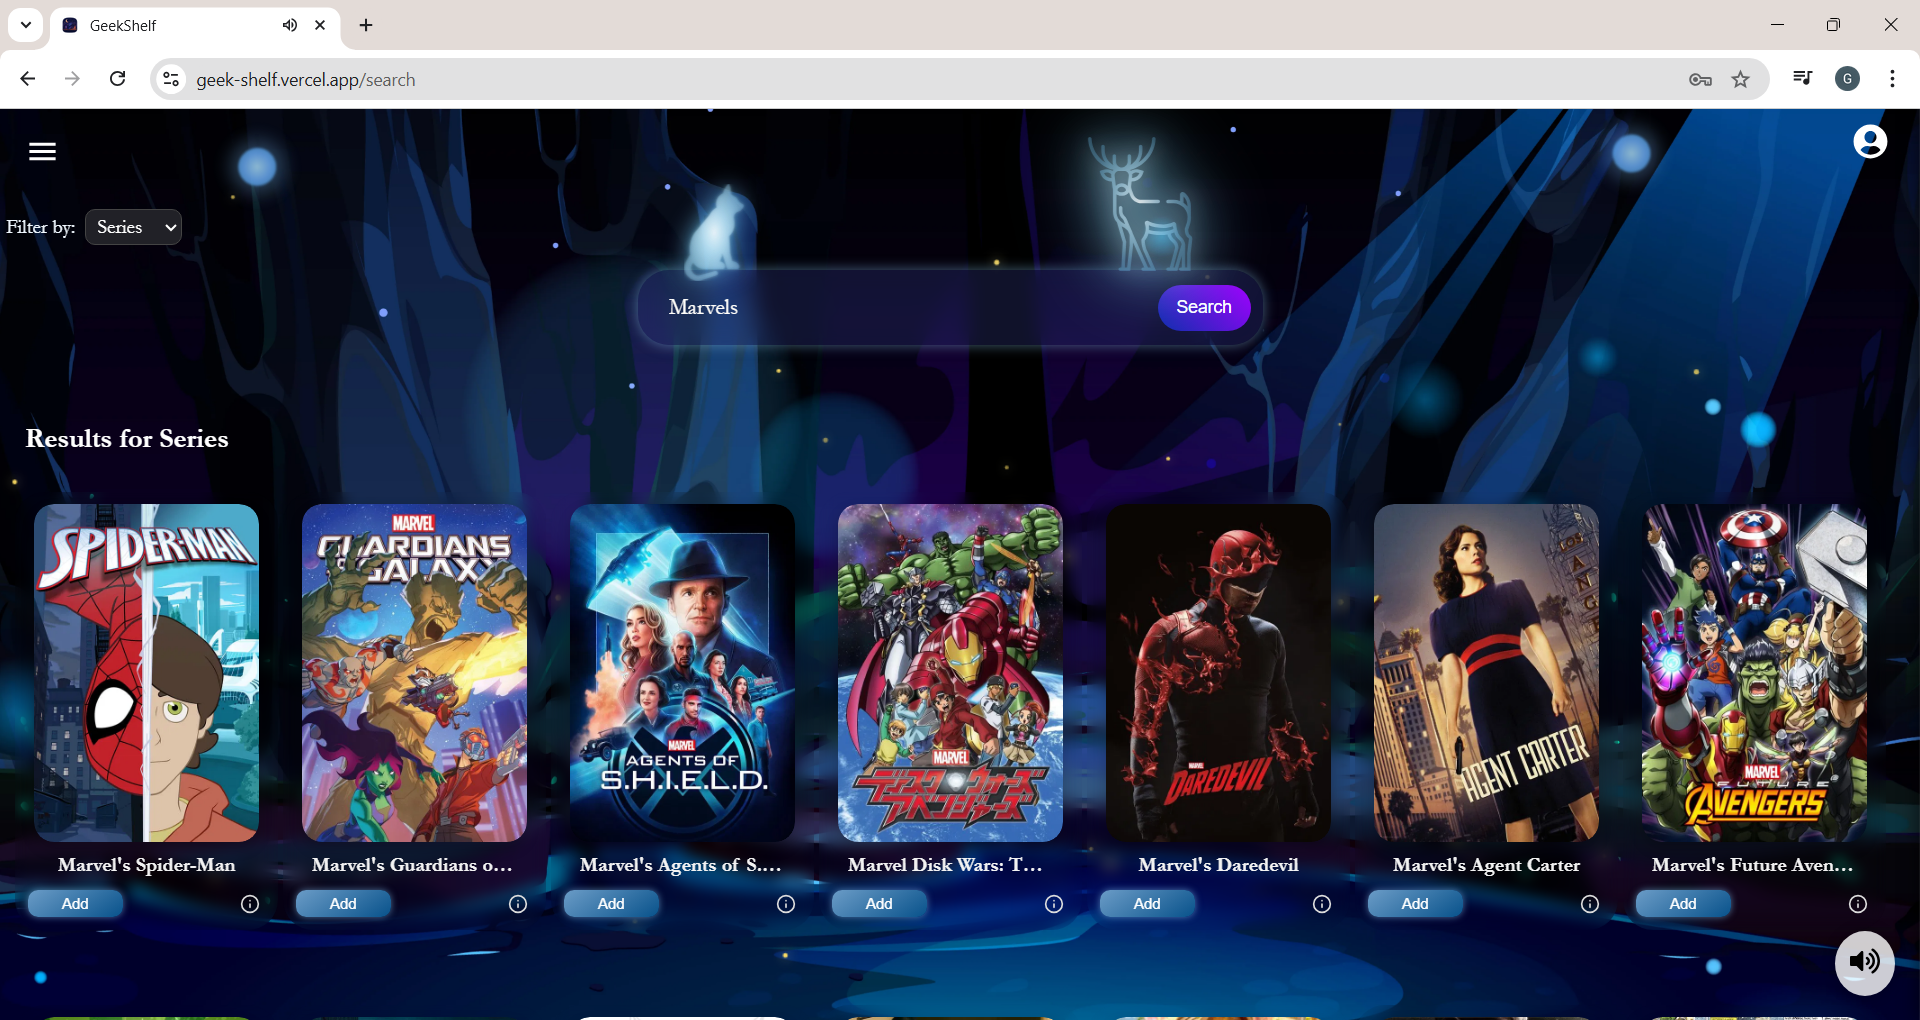 GeekShelf
geek-shelf.vercel.app/search
G
Filter by: Series
Marvels
Search
Results for Series
SPIDER-MAN
MARVEL
GUARDIANS
GALAXY
MARVEL
AGENTS OF
S.H.I.E.L.D.
MARVEL
ディスク・ウォーズ
アベンジャーズ
MARVEL
DAREDEVIL
AGENT CARTER
MARVEL
FUTURE
AVENGERS
Marvel's Spider-Man
Marvel's Guardians o...
Marvel's Agents of S....
Marvel Disk Wars: T...
Marvel's Daredevil
Marvel's Agent Carter
Marvel's Future Aven...
Add
Add
Add
Add
Add
Add
Add